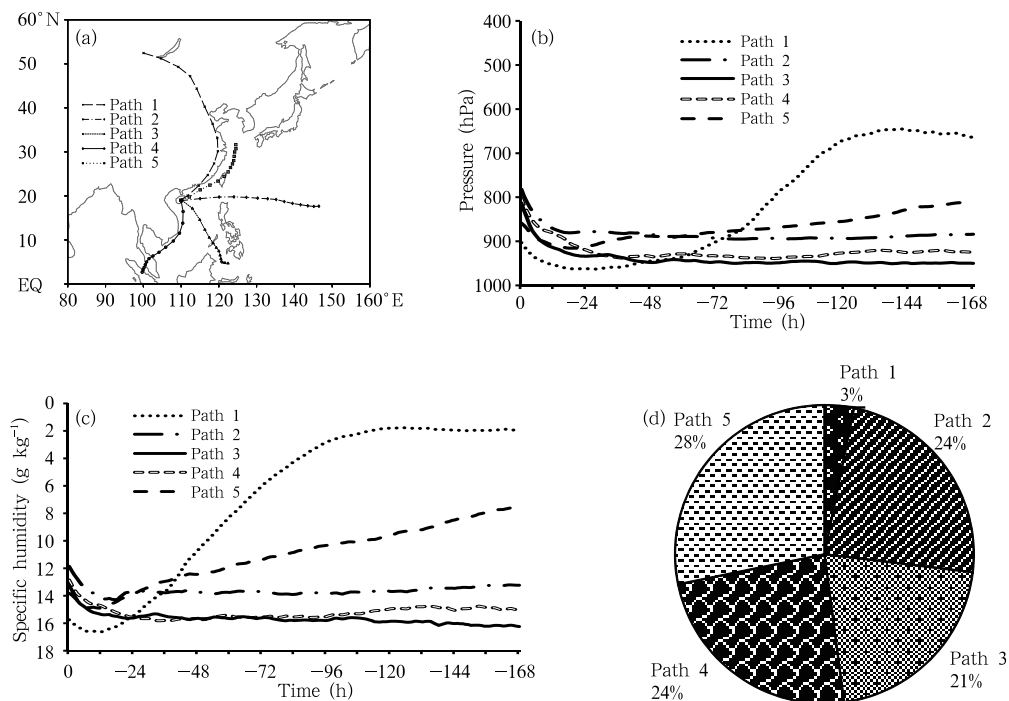 60°N
50
40
30
20
10
EQ
(a)
Path 1
Path 2
Path 3
Path 4
Path 5
80 90 100 110 120 130 140 150 160°E
(b)
Pressure (hPa)
400
500
600
700
800
900
1000
Path 1
Path 2
Path 3
Path 4
Path 5
0 −24 −48 −72 −96 −120 −144 −168
Time (h)
(c)
Specific humidity (g kg⁻¹)
0
2
4
6
8
10
12
14
16
18
Path 1
Path 2
Path 3
Path 4
Path 5
0 −24 −48 −72 −96 −120 −144 −168
Time (h)
(d)
Path 1
3%
Path 2
24%
Path 3
21%
Path 4
24%
Path 5
28%